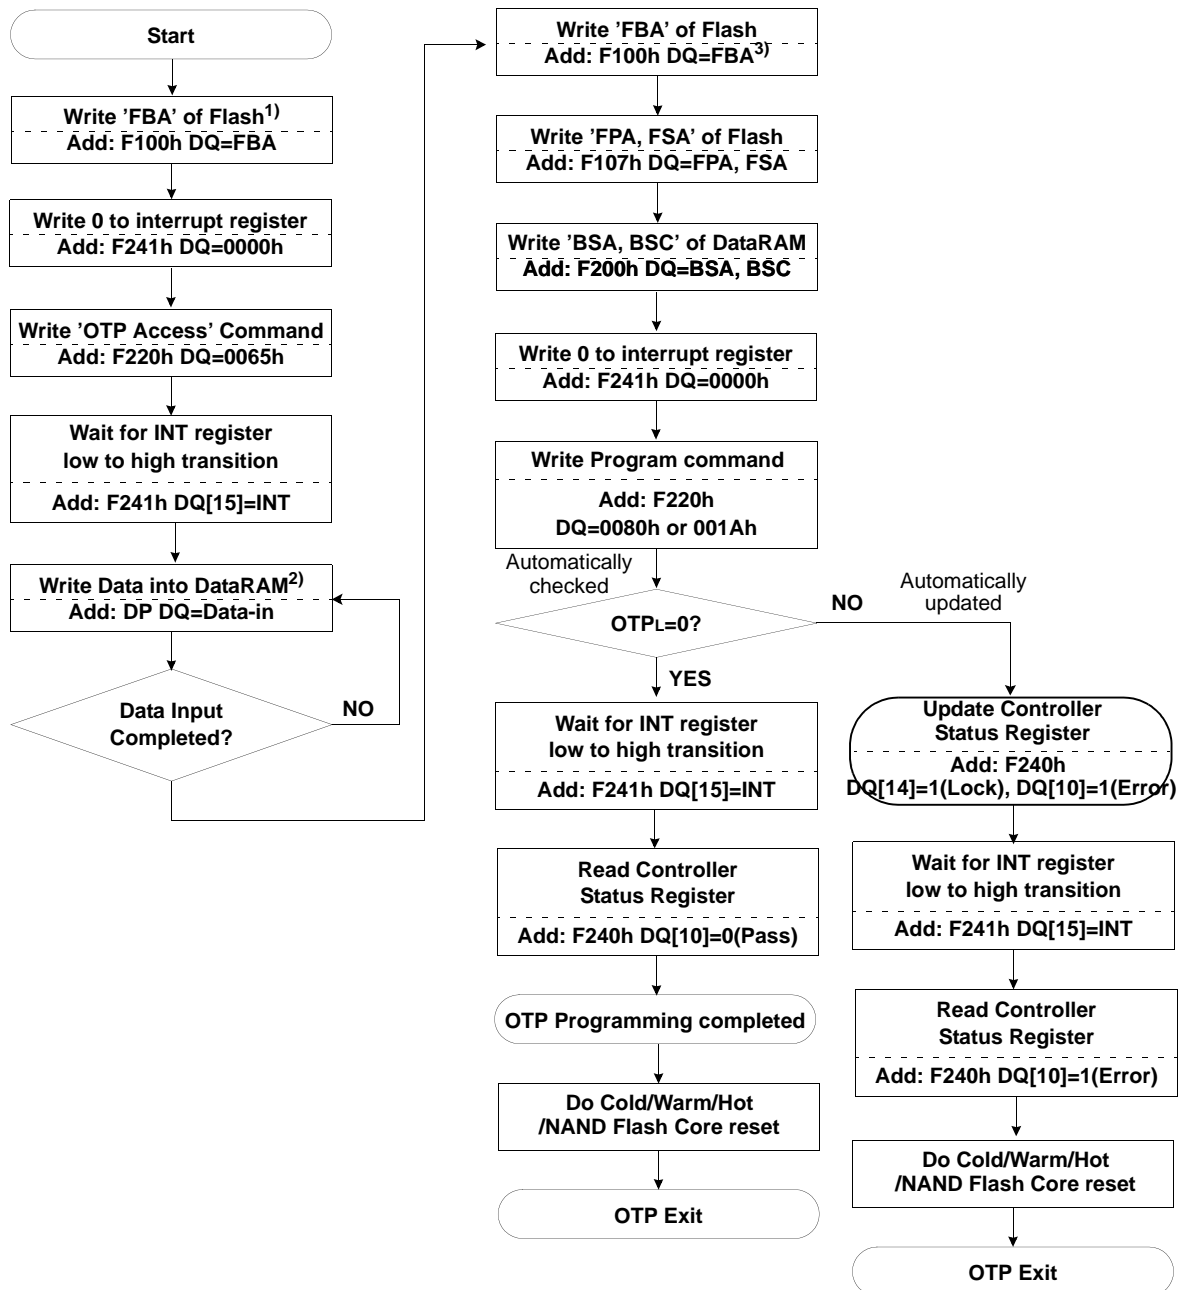 Start
Write ’FBA’ of Flash1)
Add: F100h DQ=FBA
Write 0 to interrupt register
Add: F241h DQ=0000h
Write ’OTP Access’ Command
Add: F220h DQ=0065h
Wait for INT register
low to high transition
Add: F241h DQ[15]=INT
Write Data into DataRAM2)
Add: DP DQ=Data-in
Data Input
Completed?
NO
Write ’FBA’ of Flash
Add: F100h DQ=FBA3)
Write ’FPA, FSA’ of Flash
Add: F107h DQ=FPA, FSA
Write ’BSA, BSC’ of DataRAM
Add: F200h DQ=BSA, BSC
Write 0 to interrupt register
Add: F241h DQ=0000h
Write Program command
Add: F220h
DQ=0080h or 001Ah
Automatically
checked
OTPL=0?
NO
Automatically
updated
YES
Wait for INT register
low to high transition
Add: F241h DQ[15]=INT
Read Controller
Status Register
Add: F240h DQ[10]=0(Pass)
OTP Programming completed
Do Cold/Warm/Hot
/NAND Flash Core reset
OTP Exit
Update Controller
Status Register
Add: F240h
DQ[14]=1(Lock), DQ[10]=1(Error)
Wait for INT register
low to high transition
Add: F241h DQ[15]=INT
Read Controller
Status Register
Add: F240h DQ[10]=1(Error)
Do Cold/Warm/Hot
/NAND Flash Core reset
OTP Exit